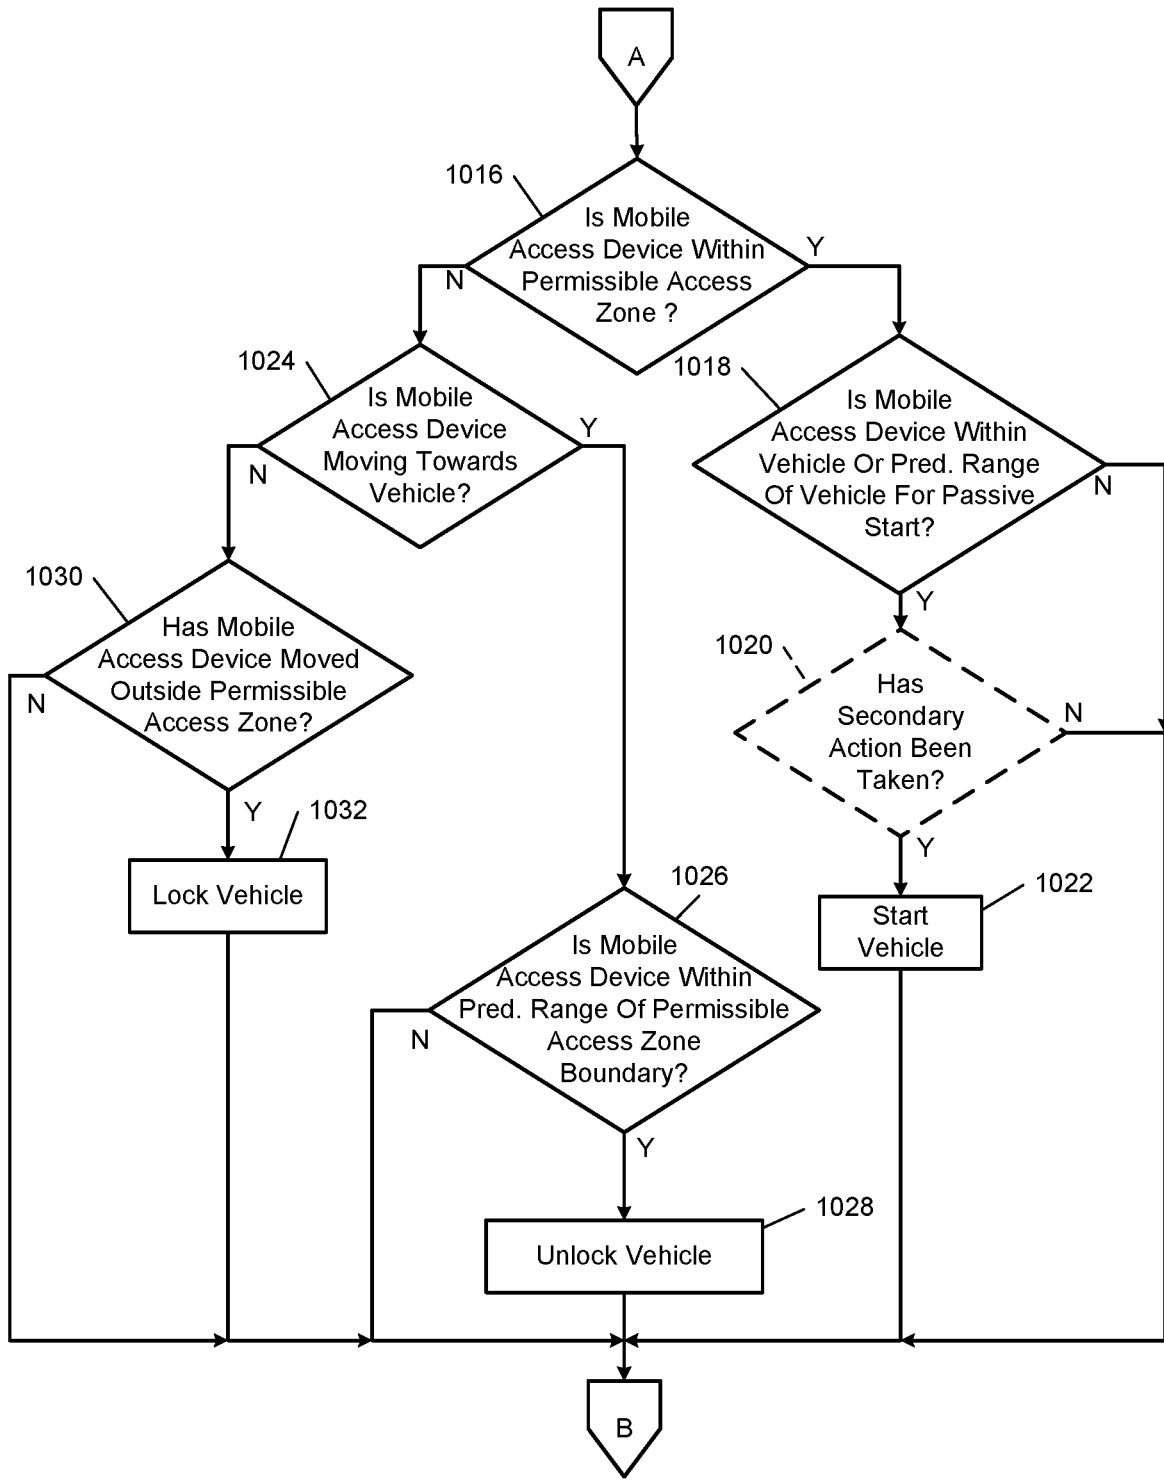 A
1016
Is Mobile
Access Device Within
Permissible Access
Zone ?
N
Y
1024
Is Mobile
Access Device
Moving Towards
Vehicle?
N
Y
1018
Is Mobile
Access Device Within
Vehicle Or Pred. Range
Of Vehicle For Passive
Start?
N
Y
1030
Has Mobile
Access Device Moved
Outside Permissible
Access Zone?
N
Y
1020
Has
Secondary
Action Been
Taken?
N
Y
1032
Lock Vehicle
1026
Is Mobile
Access Device Within
Pred. Range Of Permissible
Access Zone
Boundary?
N
Y
1022
Start
Vehicle
1028
Unlock Vehicle
B